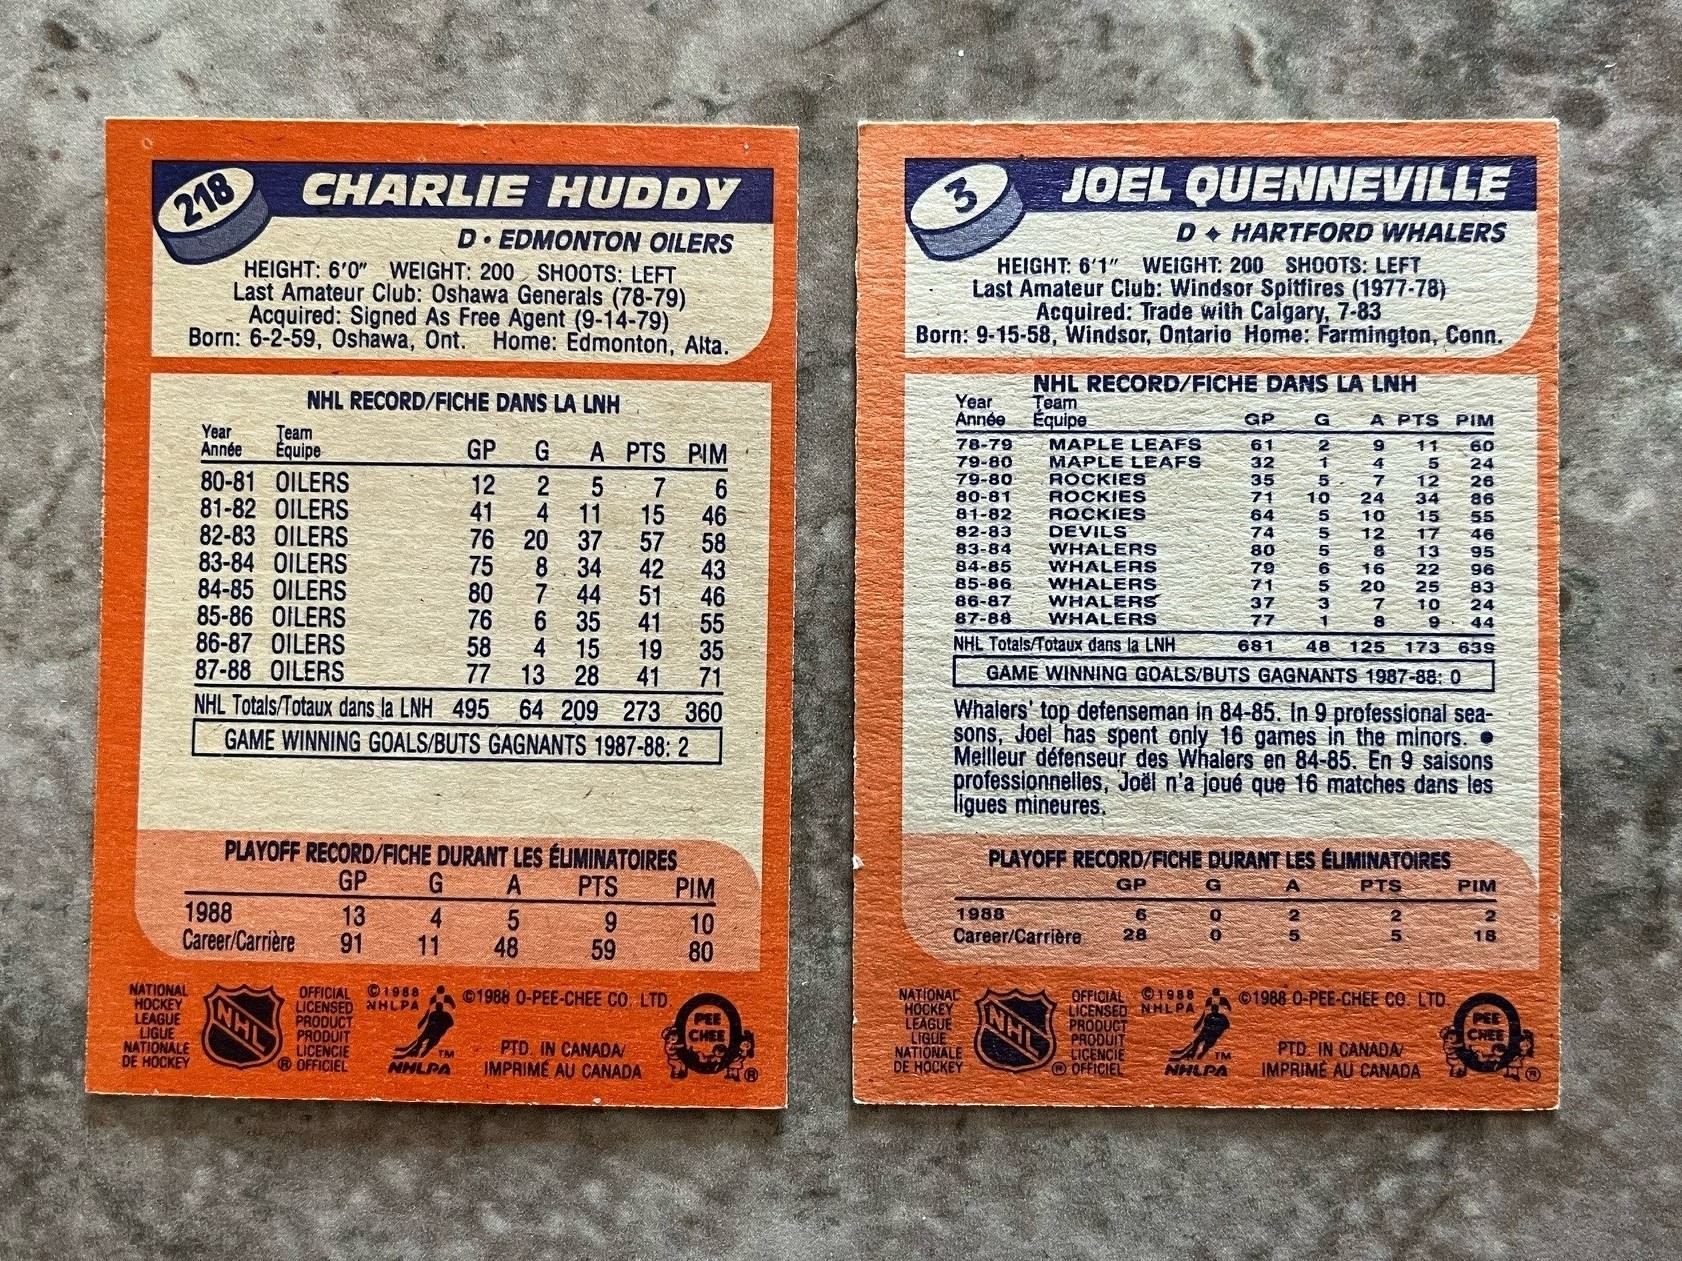 218
CHARLIE HUDDY
D • EDMONTON OILERS
HEIGHT: 6'0" WEIGHT: 200 SHOOTS: LEFT
Last Amateur Club: Oshawa Generals (78-79)
Acquired: Signed As Free Agent (9-14-79)
Born: 6-2-59, Oshawa, Ont. Home: Edmonton, Alta.
NHL RECORD/FICHE DANS LA LNH
Year Team
Année Équipe GP G A PTS PIM
80-81 OILERS 12 2 5 7 6
81-82 OILERS 41 4 11 15 46
82-83 OILERS 76 20 37 57 58
83-84 OILERS 75 8 34 42 43
84-85 OILERS 80 7 44 51 46
85-86 OILERS 76 6 35 41 55
86-87 OILERS 58 4 15 19 35
87-88 OILERS 77 13 28 41 71
NHL Totals/Totaux dans la LNH 495 64 209 273 360
GAME WINNING GOALS/BUTS GAGNANTS 1987-88: 2
PLAYOFF RECORD/FICHE DURANT LES ÉLIMINATOIRES
GP G A PTS PIM
1988 13 4 5 9 10
Career/Carrière 91 11 48 59 80
NATIONAL
HOCKEY
LEAGUE
LIGUE
NATIONALE
DE HOCKEY
NHL
®
OFFICIAL
LICENSED
PRODUCT
PRODUIT
LICENCIE
OFFICIEL
©1988
NHLPA
TM
NHLPA
©1988 O-PEE-CHEE CO. LTD.
PTD. IN CANADA/
IMPRIMÉ AU CANADA
PEE
CHEE
®
3
JOEL QUENNEVILLE
D ♦ HARTFORD WHALERS
HEIGHT: 6'1" WEIGHT: 200 SHOOTS: LEFT
Last Amateur Club: Windsor Spitfires (1977-78)
Acquired: Trade with Calgary, 7-83
Born: 9-15-58, Windsor, Ontario Home: Farmington, Conn.
NHL RECORD/FICHE DANS LA LNH
Year Team
Année Équipe GP G A PTS PIM
78-79 MAPLE LEAFS 61 2 9 11 60
79-80 MAPLE LEAFS 32 1 4 5 24
79-80 ROCKIES 35 5 7 12 26
80-81 ROCKIES 71 10 24 34 86
81-82 ROCKIES 64 5 10 15 55
82-83 DEVILS 74 5 12 17 46
83-84 WHALERS 80 5 8 13 95
84-85 WHALERS 79 6 16 22 96
85-86 WHALERS 71 5 20 25 83
86-87 WHALERS 37 3 7 10 24
87-88 WHALERS 77 1 8 9 44
NHL Totals/Totaux dans la LNH 681 48 125 173 639
GAME WINNING GOALS/BUTS GAGNANTS 1987-88: 0
Whalers' top defenseman in 84-85. In 9 professional sea-
sons, Joel has spent only 16 games in the minors. ●
Meilleur défenseur des Whalers en 84-85. En 9 saisons
professionnelles, Joël n'a joué que 16 matches dans les
ligues mineures.
PLAYOFF RECORD/FICHE DURANT LES ÉLIMINATOIRES
GP G A PTS PIM
1988 6 0 2 2 2
Career/Carrière 28 0 5 5 18
NATIONAL
HOCKEY
LEAGUE
LIGUE
NATIONALE
DE HOCKEY
NHL
®
OFFICIAL
LICENSED
PRODUCT
PRODUIT
LICENCIE
OFFICIEL
©1988
NHLPA
TM
NHLPA
©1988 O-PEE-CHEE CO. LTD.
PTD. IN CANADA/
IMPRIMÉ AU CANADA
PEE
CHEE
®